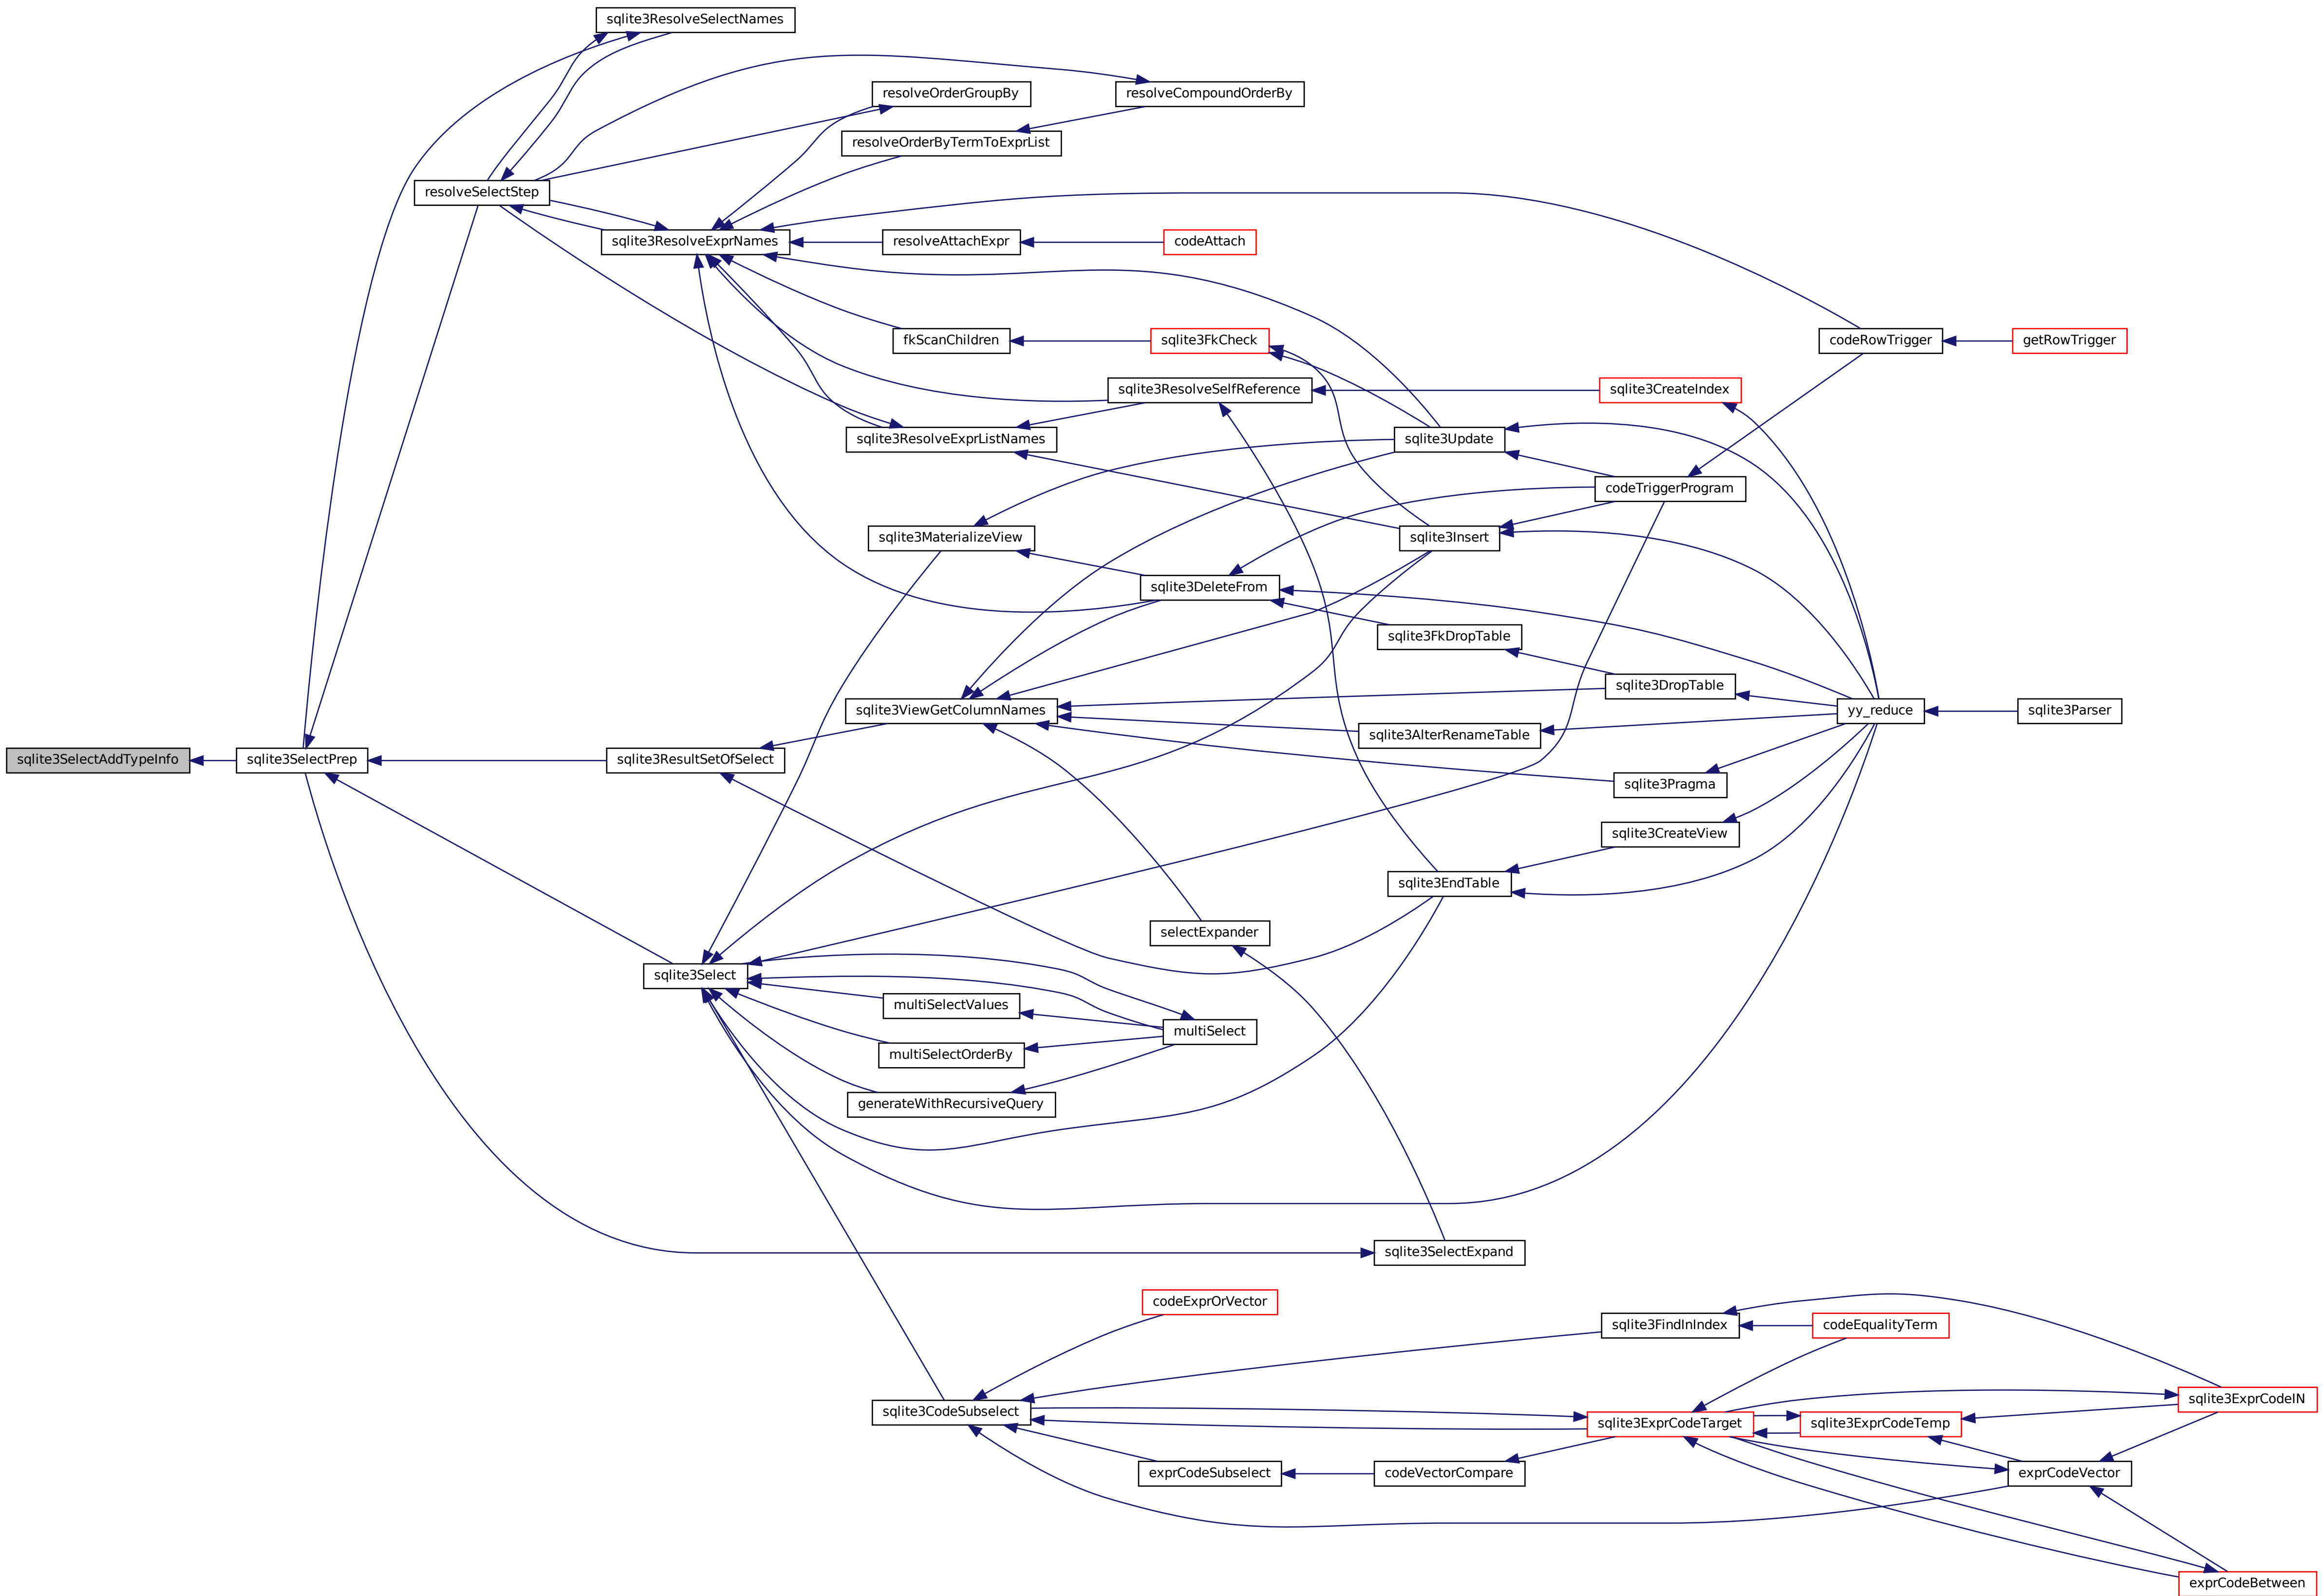 sqlite3ResolveSelectNames
resolveOrderGroupBy
resolveCompoundOrderBy
resolveOrderByTermToExprList
resolveSelectStep
sqlite3ResolveExprNames
resolveAttachExpr
codeAttach
fkScanChildren
sqlite3FkCheck
codeRowTrigger
getRowTrigger
sqlite3ResolveSelfReference
sqlite3CreateIndex
sqlite3ResolveExprListNames
sqlite3Update
codeTriggerProgram
sqlite3MaterializeView
sqlite3Insert
sqlite3DeleteFrom
sqlite3FkDropTable
sqlite3DropTable
sqlite3ViewGetColumnNames
yy_reduce
sqlite3Parser
sqlite3AlterRenameTable
sqlite3SelectAddTypeInfo
sqlite3SelectPrep
sqlite3ResultSetOfSelect
sqlite3Pragma
sqlite3CreateView
sqlite3EndTable
selectExpander
sqlite3Select
multiSelectValues
multiSelect
multiSelectOrderBy
generateWithRecursiveQuery
sqlite3SelectExpand
codeExprOrVector
sqlite3FindInIndex
codeEqualityTerm
sqlite3ExprCodeIN
sqlite3CodeSubselect
sqlite3ExprCodeTarget
sqlite3ExprCodeTemp
exprCodeSubselect
codeVectorCompare
exprCodeVector
exprCodeBetween